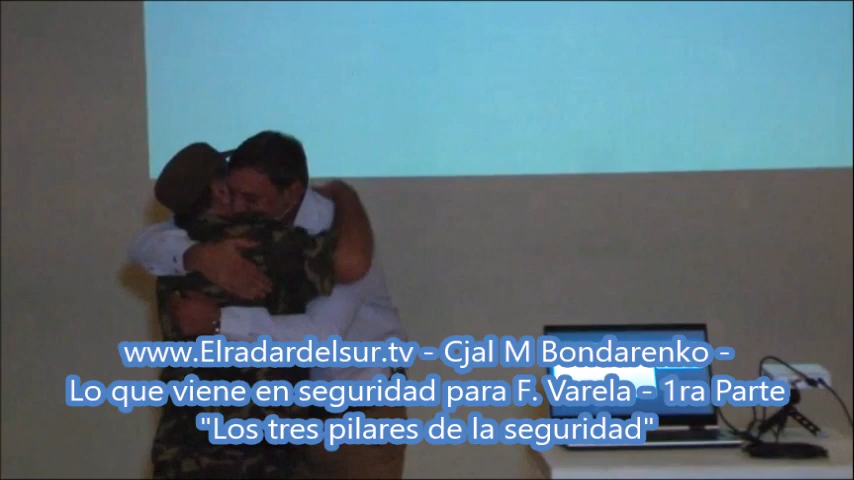 www.Elradardelsur.tv - Cjal M Bondarenko -
Lo que viene en seguridad para F. Varela - 1ra Parte
"Los tres pilares de la seguridad"